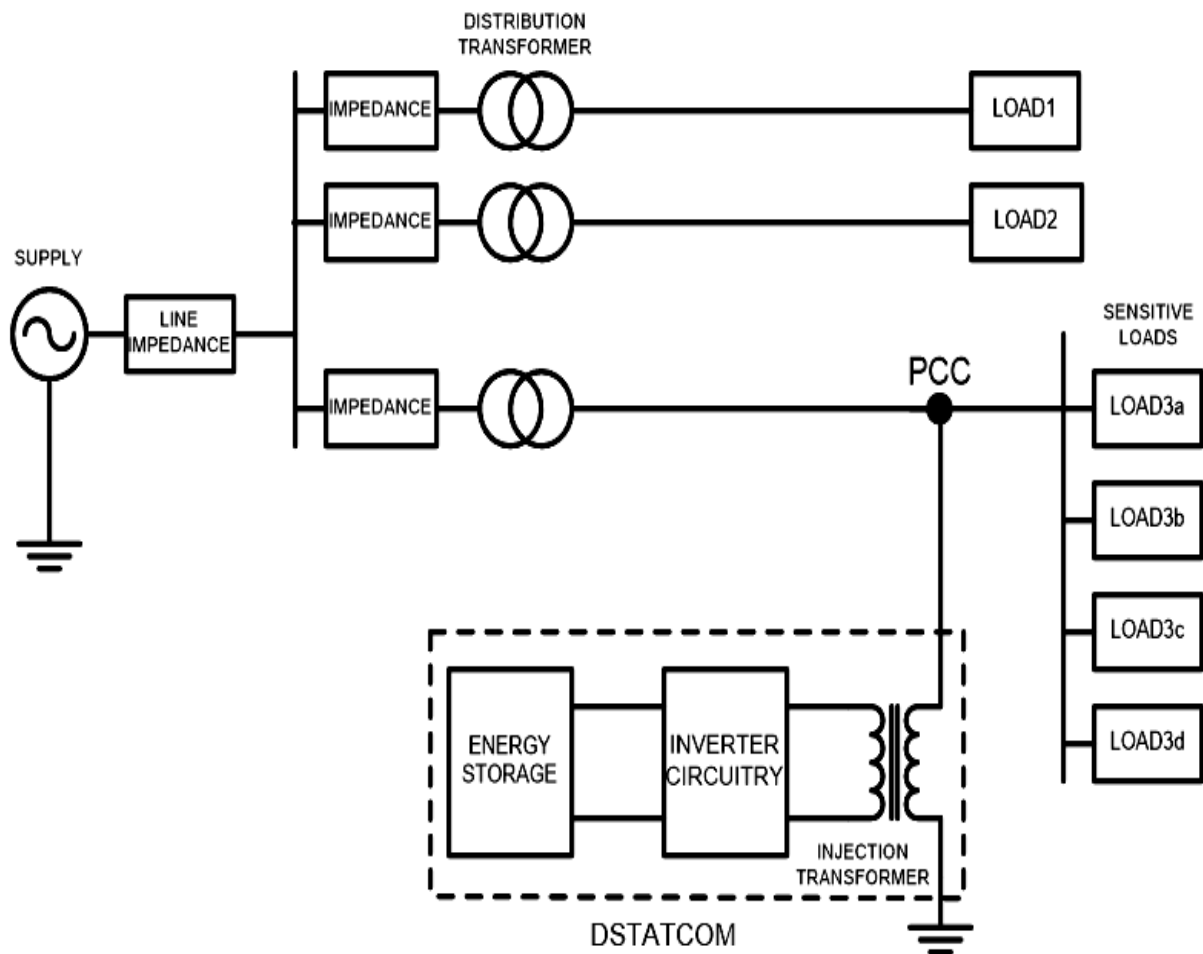 DISTRIBUTION
TRANSFORMER
IMPEDANCE
LOAD1
IMPEDANCE
LOAD2
SUPPLY
LINE
IMPEDANCE
SENSITIVE
LOADS
IMPEDANCE
PCC
LOAD3a
LOAD3b
LOAD3c
LOAD3d
ENERGY
STORAGE
INVERTER
CIRCUITRY
INJECTION
TRANSFORMER
DSTATCOM